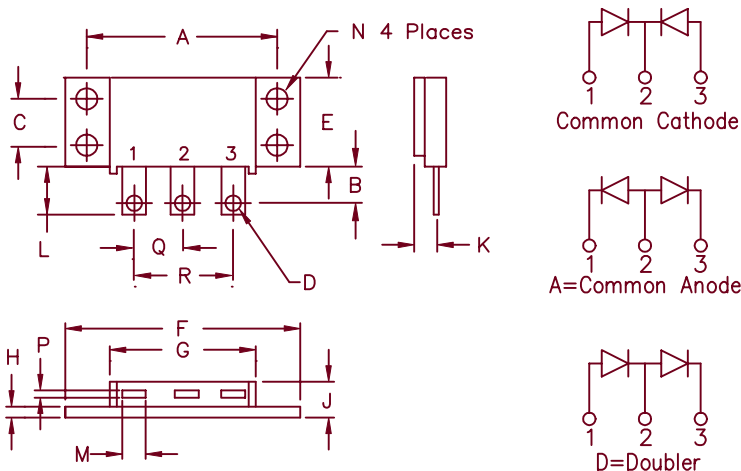 A
N 4 Places
C
E
1 2 3
B
L
Q
R
D
K
F
G
H
P
J
M
1 2 3
Common Cathode
1 2 3
A=Common Anode
1 2 3
D=Doubler